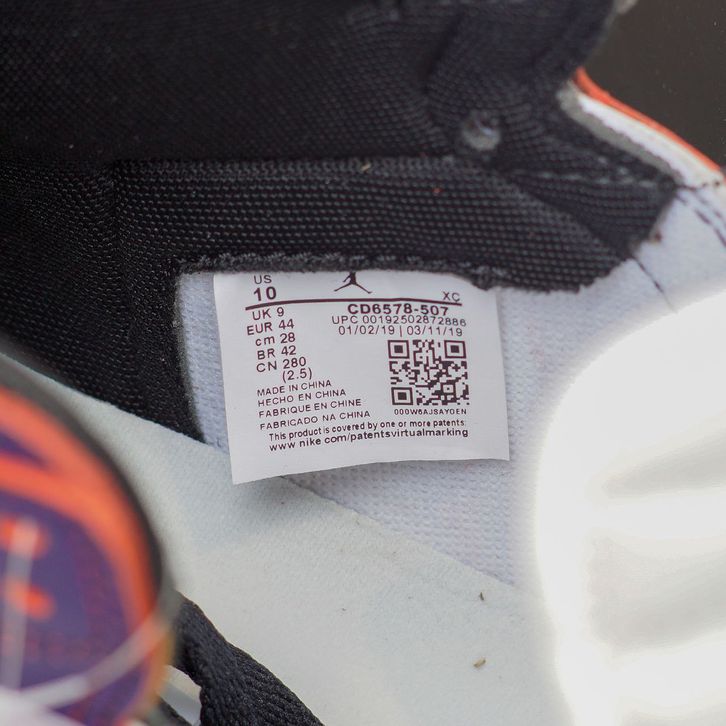 US
10
XC
UK 9
CD6578-507
EUR 44
UPC 00192502872886
cm 28
01/02/19 | 03/11/19
BR 42
CN 280
(2.5)
MADE IN CHINA
HECHO EN CHINA
FABRIQUE EN CHINE
FABRICADO NA CHINA
000W6AJSAYOEN
This product is covered by one or more patents:
www.nike.com/patentsvirtualmarking